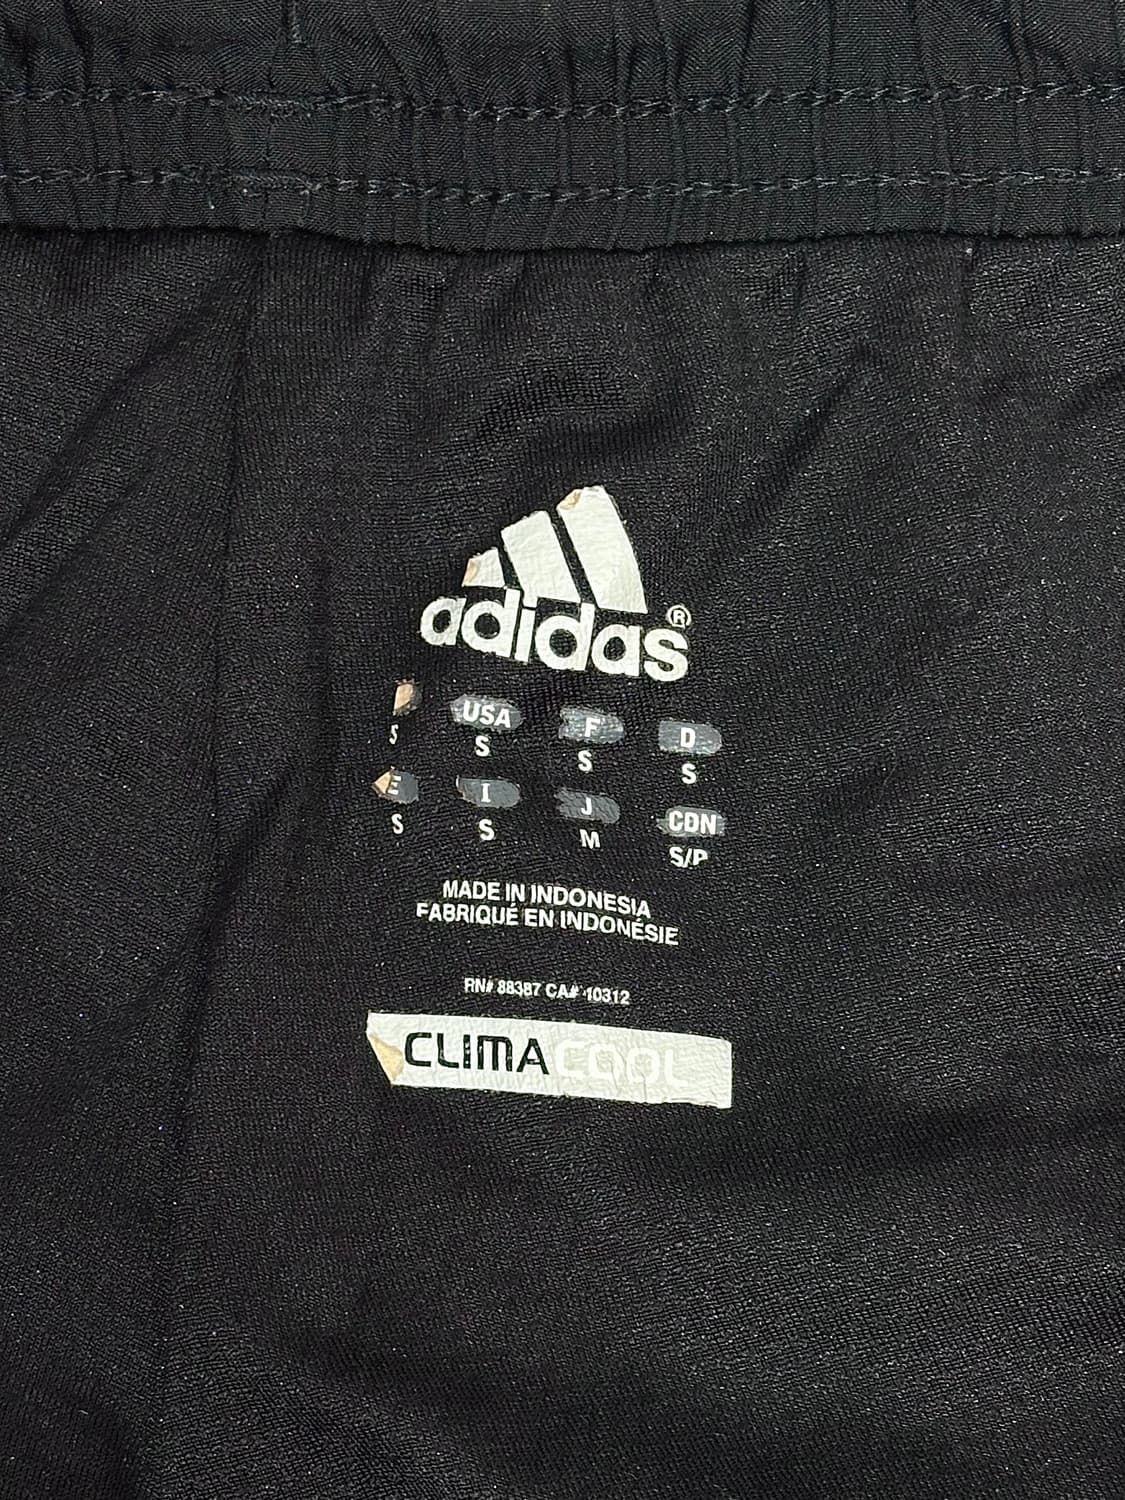 adidas®
USA F D
S S S S
E I J CDN
S S M S/P
MADE IN INDONESIA
FABRIQUÉ EN INDONÉSIE
RN# 88387 CA# 10312
CLIMACOOL